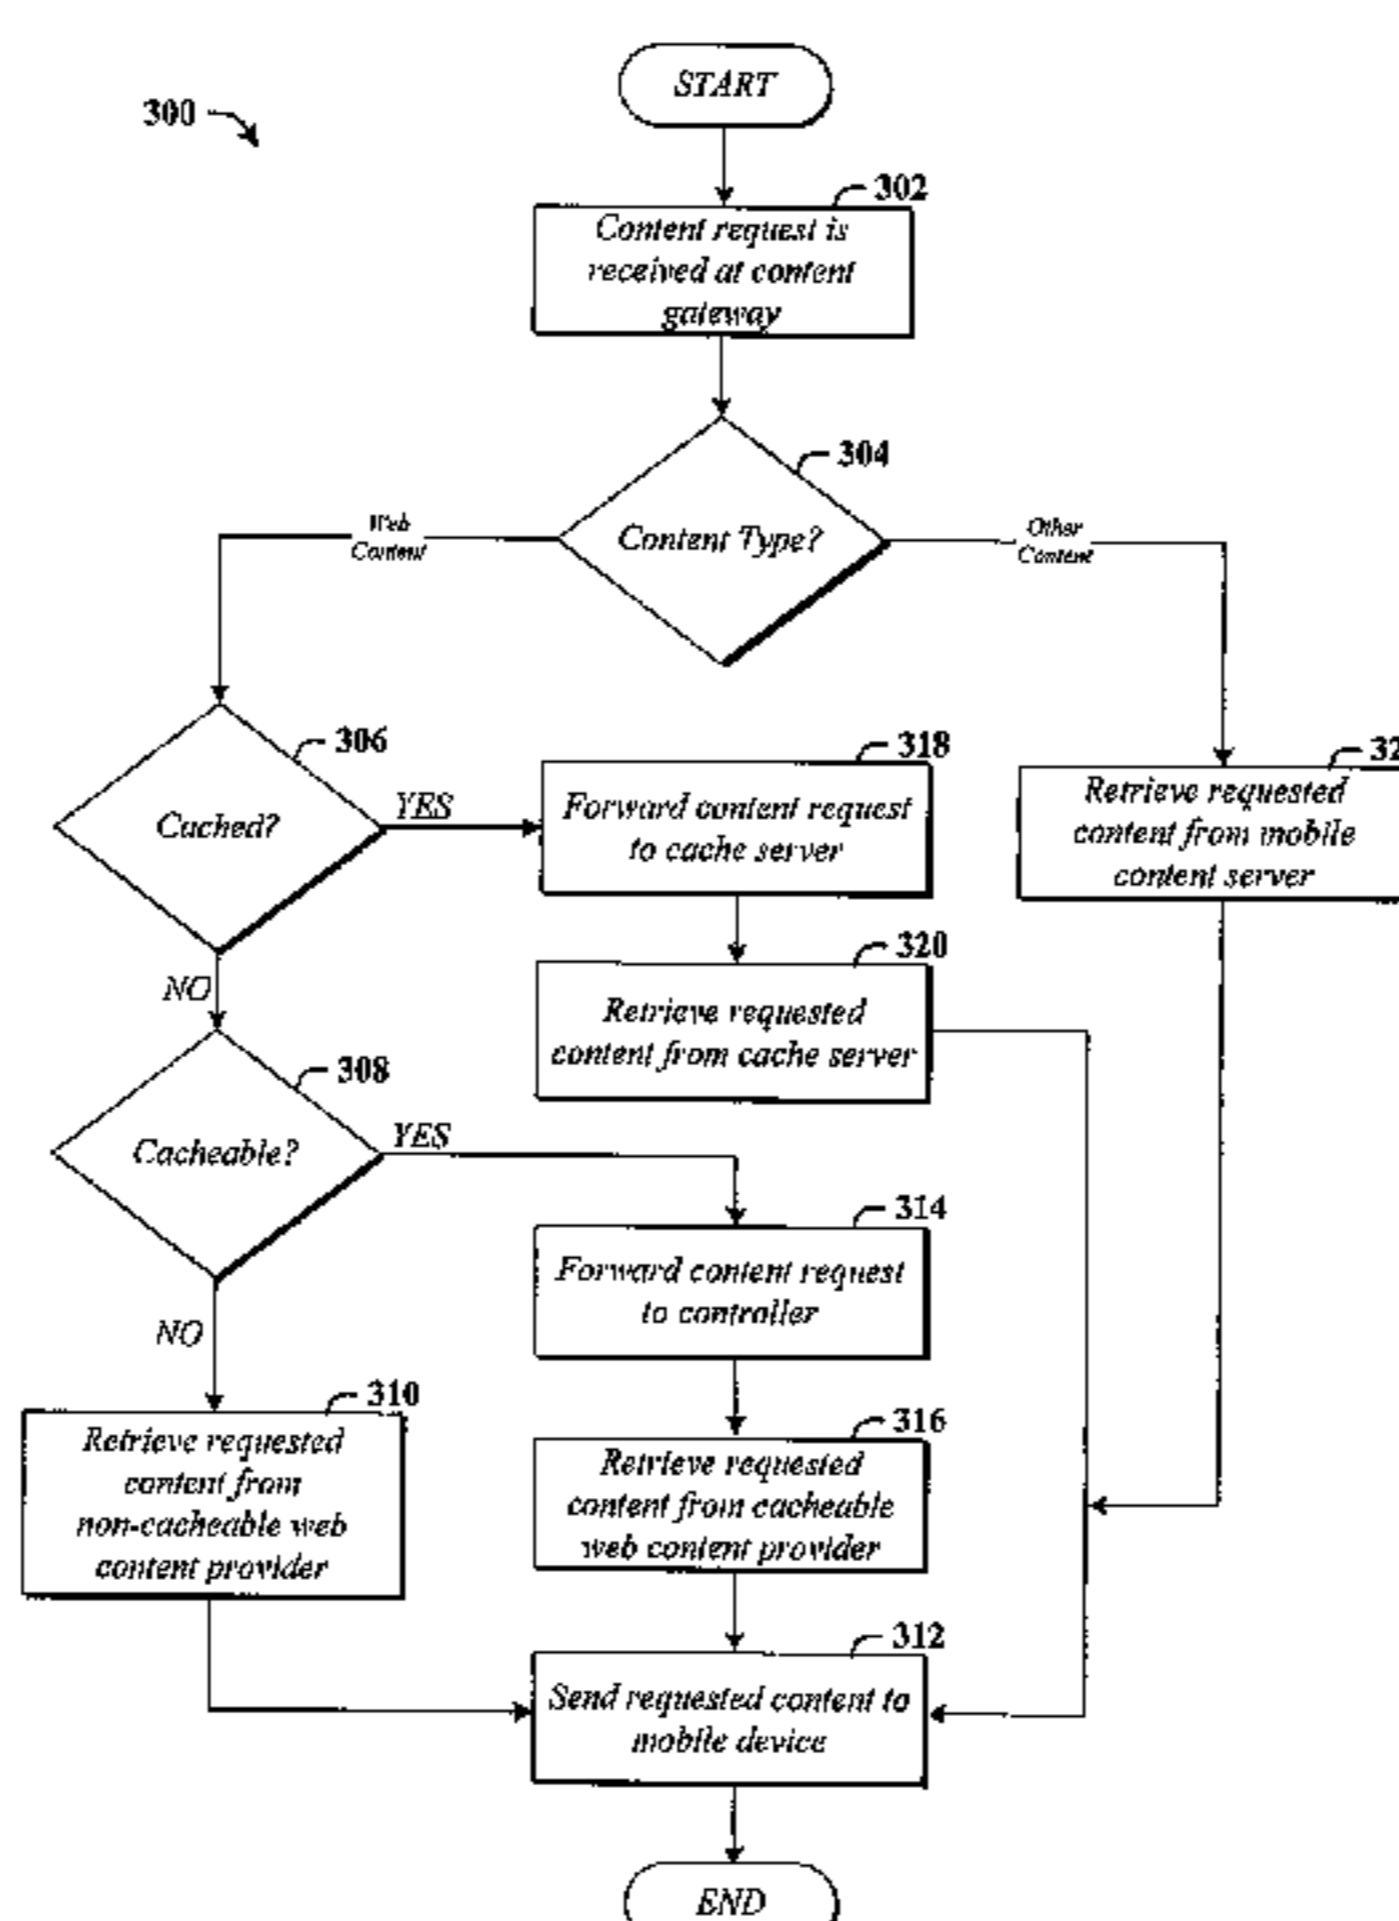 START
300
302
Content request is
received at content
gateway
304
Content Type?
Web
Content
Other
Content
306
Cached?
YES
318
Forward content request
to cache server
Retrieve requested
content from mobile
content server
NO
320
Retrieve requested
content from cache server
308
Cacheable?
YES
314
Forward content request
to controller
NO
310
Retrieve requested
content from
non-cacheable web
content provider
316
Retrieve requested
content from cacheable
web content provider
312
Send requested content to
mobile device
END